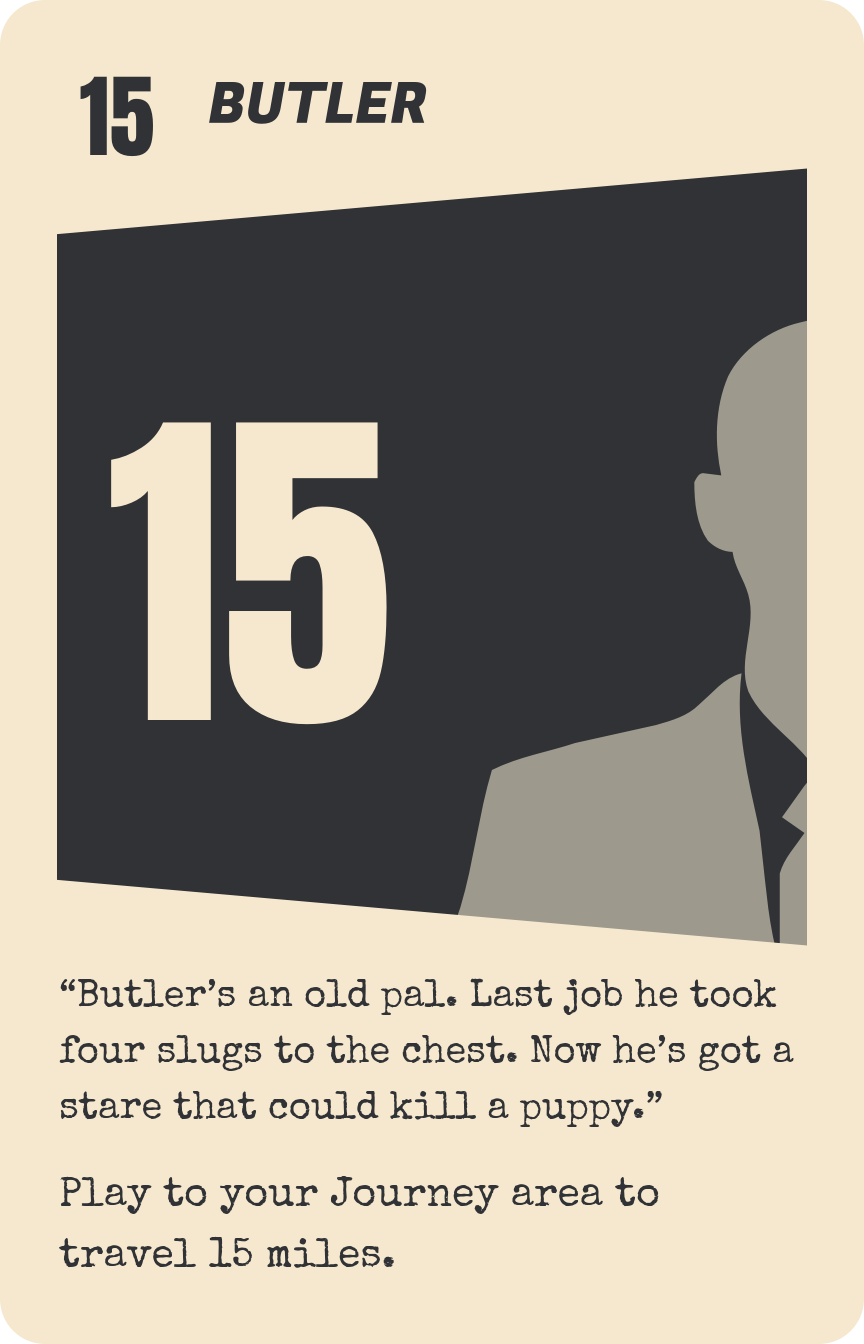 15 BUTLER
15
“Butler’s an old pal. Last job he took
four slugs to the chest. Now he’s got a
stare that could kill a puppy.”
Play to your Journey area to
travel 15 miles.